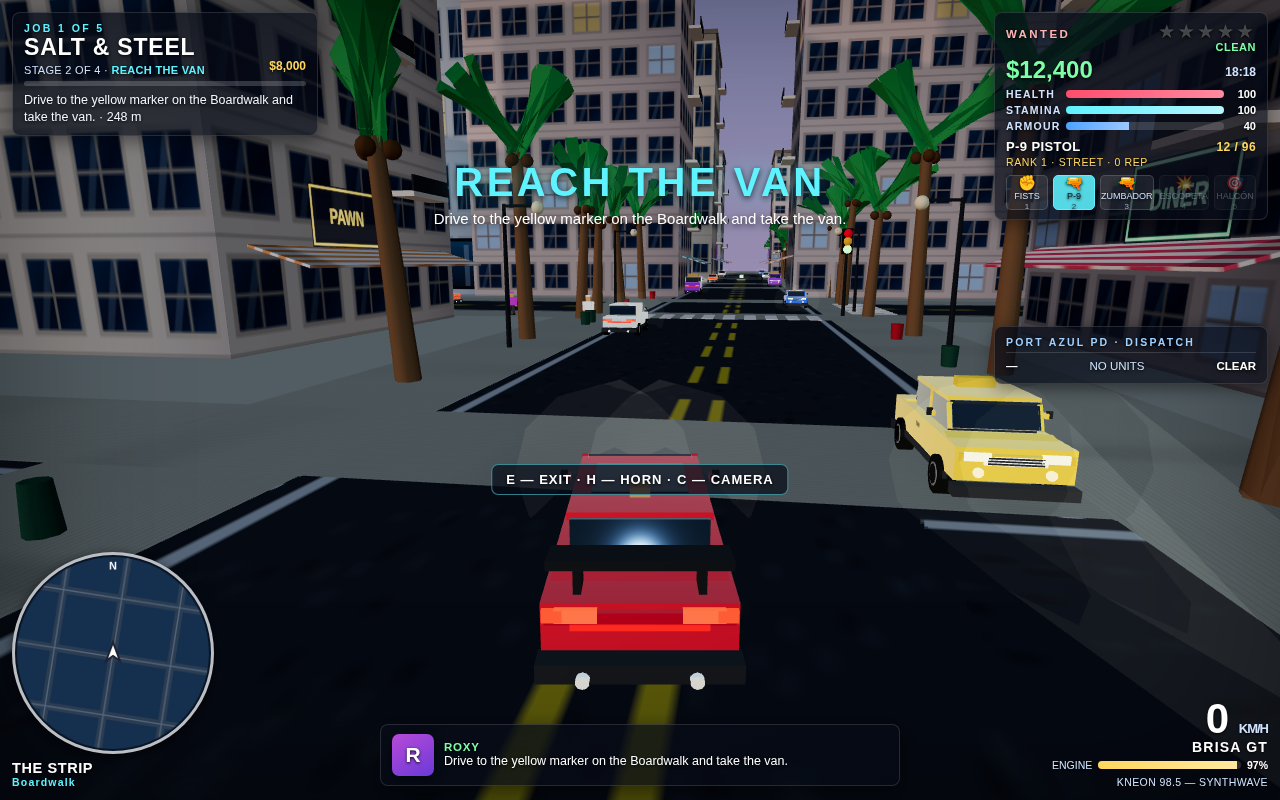 JOB 1 OF 5
SALT & STEEL
STAGE 2 OF 4 · REACH THE VAN
$8,000
Drive to the yellow marker on the Boardwalk and
take the van. · 248 m
WANTED
★★★★★
CLEAN
$12,400
18:18
HEALTH 100
STAMINA 100
ARMOUR 40
P-9 PISTOL 12 / 96
RANK 1 · STREET · 0 REP
FISTS
1
P-9
2
ZUMBADOR
3
ESCOPETA
HALCÓN
DINER
PAWN
REACH THE VAN
Drive to the yellow marker on the Boardwalk and take the van.
PORT AZUL PD · DISPATCH
— NO UNITS CLEAR
E — EXIT · H — HORN · C — CAMERA
N
THE STRIP
Boardwalk
R
ROXY
Drive to the yellow marker on the Boardwalk and take the van.
0 KM/H
BRISA GT
ENGINE 97%
KNEON 98.5 — SYNTHWAVE